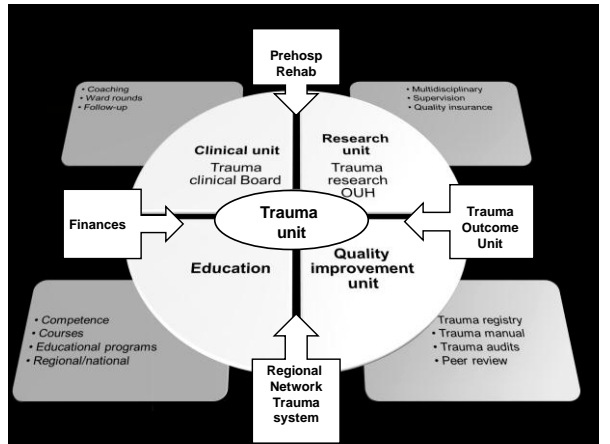 Prehosp
Rehab
• Coaching
• Ward rounds
• Follow-up
• Multidisciplinary
• Supervision
• Quality insurance
Clinical unit
Trauma
clinical Board
Research
unit
Trauma
research
OUH
Finances
Trauma
unit
Trauma
Outcome
Unit
Education
Quality
improvement
unit
• Competence
• Courses
• Educational programs
• Regional/national
Regional
Network
Trauma
system
Trauma registry
• Trauma manual
• Trauma audits
• Peer review